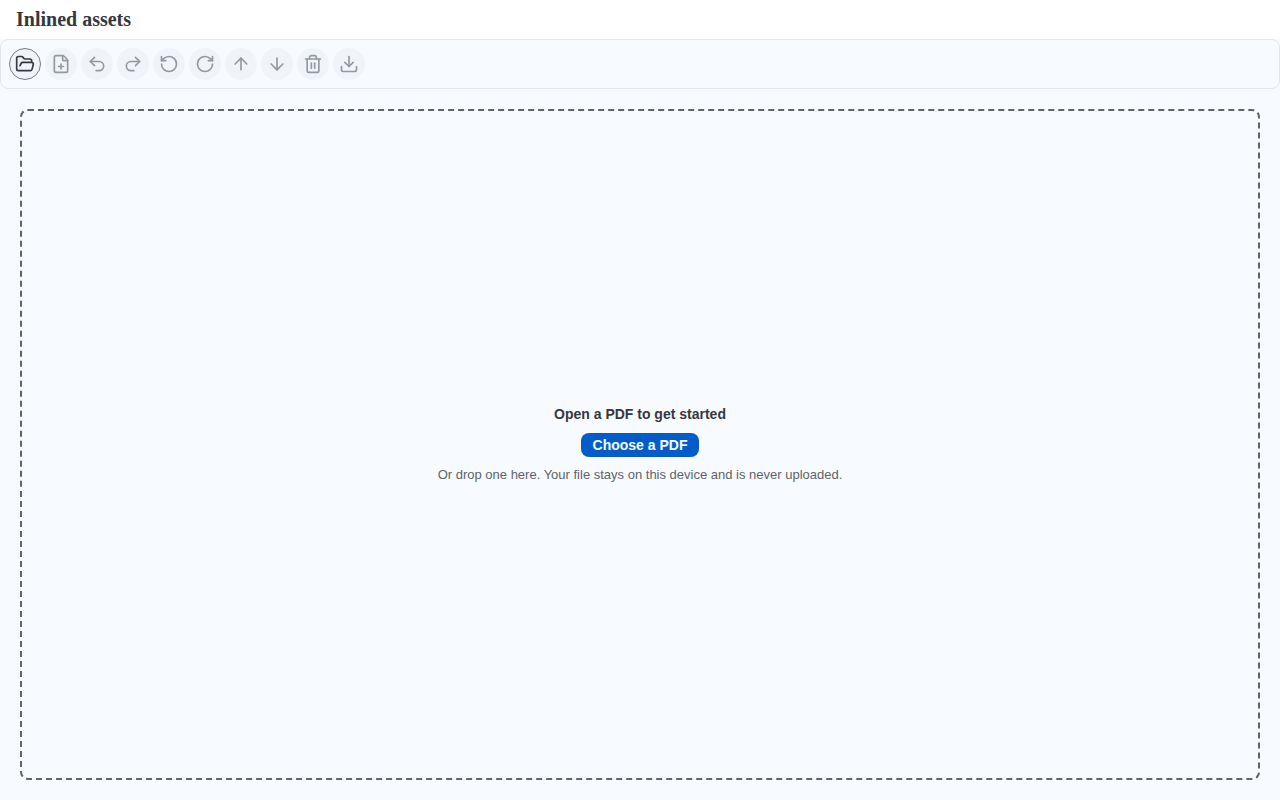 Inlined assets
Open a PDF to get started
Choose a PDF
Or drop one here. Your file stays on this device and is never uploaded.